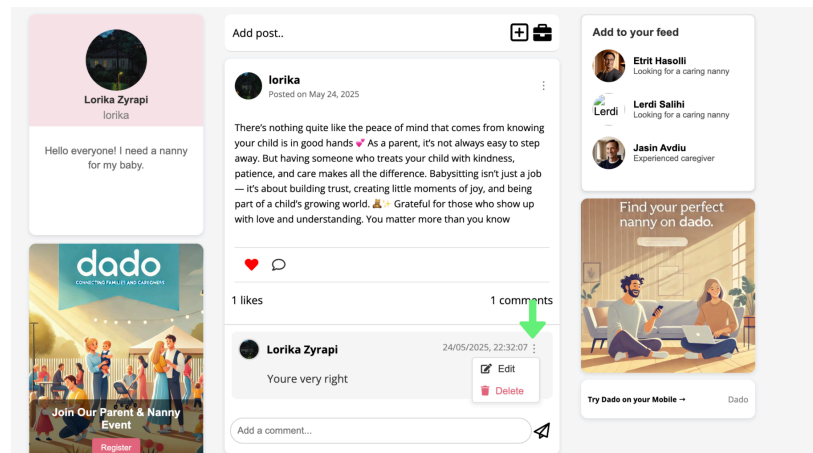 Lorika Zyrapi
lorika
Hello everyone! I need a nanny
for my baby.
dado
CONNECTING FAMILIES AND CAREGIVERS
Join Our Parent & Nanny
Event
Register
Add post..
lorika
Posted on May 24, 2025
There's nothing quite like the peace of mind that comes from knowing
your child is in good hands 💞 As a parent, it's not always easy to step
away. But having someone who treats your child with kindness,
patience, and care makes all the difference. Babysitting isn't just a job
— it's about building trust, creating little moments of joy, and being
part of a child's growing world. 🧸✨ Grateful for those who show up
with love and understanding. You matter more than you know
1 likes
1 comments
Lorika Zyrapi
24/05/2025, 22:32:07
Youre very right
Edit
Delete
Add a comment...
Add to your feed
Etrit Hasolli
Looking for a caring nanny
Lerdi
Lerdi Salihi
Looking for a caring nanny
Jasin Avdiu
Experienced caregiver
Find your perfect
nanny on dado.
Try Dado on your Mobile →
Dado